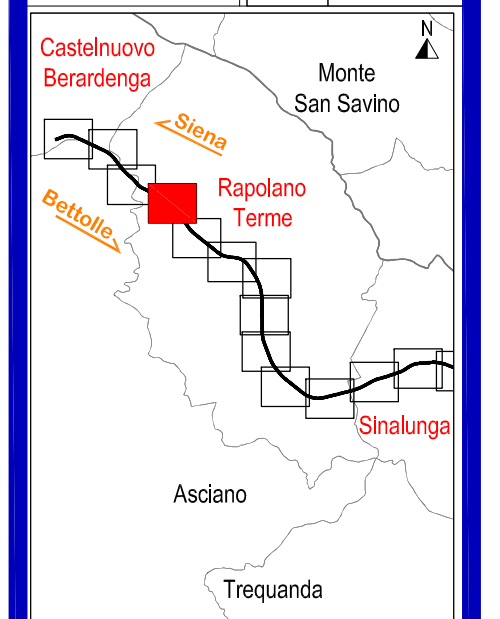 N
Castelnuovo
Berardenga
Monte
San Savino
Siena
Rapolano
Terme
Bettolle
Sinalunga
Asciano
Trequanda